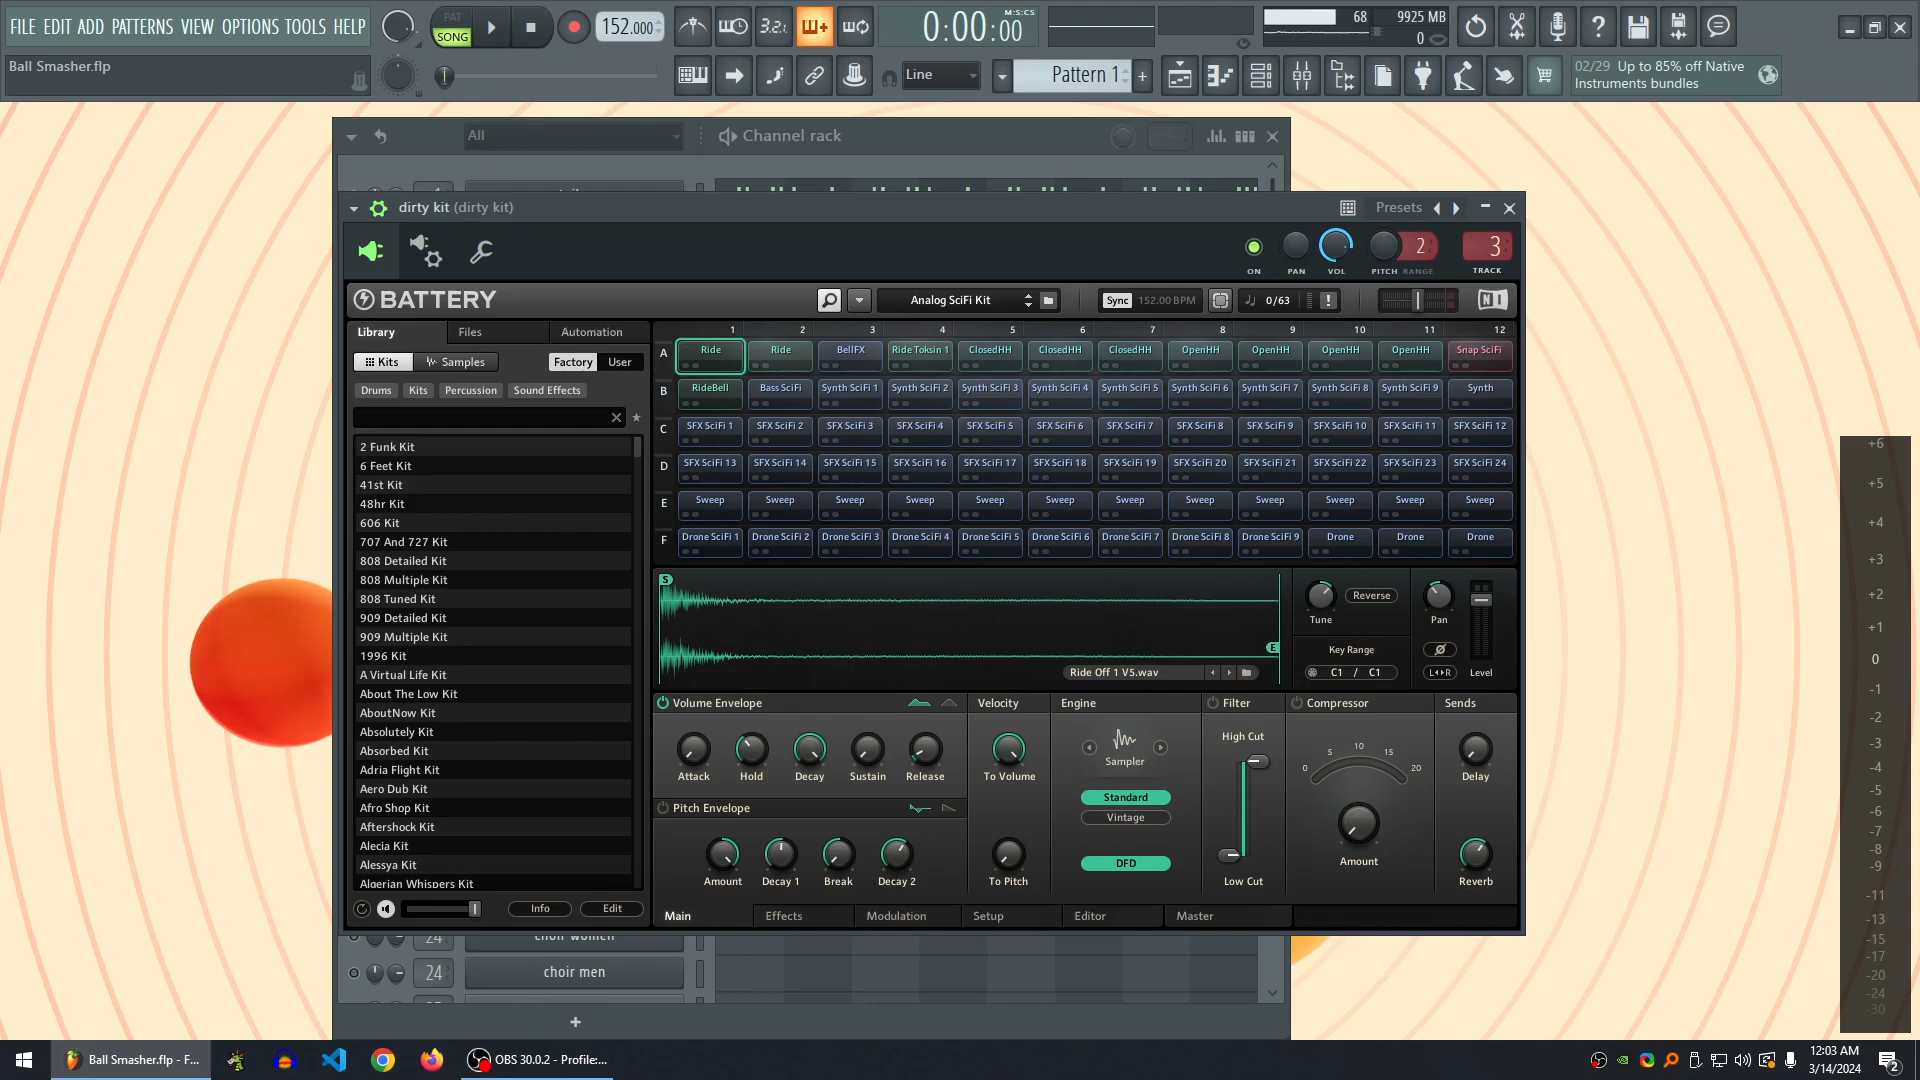 FILE EDIT ADD PATTERNS VIEW OPTIONS TOOLS HELP
PAT
SONG
152.000
3.2.
0:00:00
M:S:CS
68
9925 MB
0
Ball Smasher.flp
Line
Pattern 1
+
02/29 Up to 85% off Native
Instruments bundles
All
Channel rack
dirty kit (dirty kit)
Presets
2
3
ON
PAN
VOL
PITCH
RANGE
TRACK
BATTERY
Analog SciFi Kit
Sync
152.00 BPM
0/63
!
NI
Library
Files
Automation
1 2 3 4 5 6 7 8 9 10 11 12
Kits
Samples
Factory
User
A Ride Ride BellFX Ride Toksin 1 ClosedHH ClosedHH ClosedHH OpenHH OpenHH OpenHH OpenHH Snap SciFi
Drums
Kits
Percussion
Sound Effects
B RideBell Bass SciFi Synth SciFi 1 Synth SciFi 2 Synth SciFi 3 Synth SciFi 4 Synth SciFi 5 Synth SciFi 6 Synth SciFi 7 Synth SciFi 8 Synth SciFi 9 Synth
C SFX SciFi 1 SFX SciFi 2 SFX SciFi 3 SFX SciFi 4 SFX SciFi 5 SFX SciFi 6 SFX SciFi 7 SFX SciFi 8 SFX SciFi 9 SFX SciFi 10 SFX SciFi 11 SFX SciFi 12
D SFX SciFi 13 SFX SciFi 14 SFX SciFi 15 SFX SciFi 16 SFX SciFi 17 SFX SciFi 18 SFX SciFi 19 SFX SciFi 20 SFX SciFi 21 SFX SciFi 22 SFX SciFi 23 SFX SciFi 24
E Sweep Sweep Sweep Sweep Sweep Sweep Sweep Sweep Sweep Sweep Sweep Sweep
F Drone SciFi 1 Drone SciFi 2 Drone SciFi 3 Drone SciFi 4 Drone SciFi 5 Drone SciFi 6 Drone SciFi 7 Drone SciFi 8 Drone SciFi 9 Drone Drone Drone
2 Funk Kit
6 Feet Kit
41st Kit
48hr Kit
606 Kit
707 And 727 Kit
808 Detailed Kit
808 Multiple Kit
808 Tuned Kit
909 Detailed Kit
909 Multiple Kit
1996 Kit
A Virtual Life Kit
About The Low Kit
AboutNow Kit
Absolutely Kit
Absorbed Kit
Adria Flight Kit
Aero Dub Kit
Afro Shop Kit
Aftershock Kit
Alecia Kit
Alessya Kit
Algerian Whispers Kit
Info
Edit
S
E
Ride Off 1 V5.wav
Tune
Reverse
Key Range
C1 / C1
Pan
L R
Level
Volume Envelope
Attack
Hold
Decay
Sustain
Release
Pitch Envelope
Amount
Decay 1
Break
Decay 2
Velocity
To Volume
To Pitch
Engine
Sampler
Standard
Vintage
DFD
Filter
High Cut
Low Cut
Compressor
0 5 10 15 20
Amount
Sends
Delay
Reverb
Main
Effects
Modulation
Setup
Editor
Master
24
choir women
24
choir men
+
+6
+5
+4
+3
+2
+1
0
-1
-2
-3
-4
-5
-6
-7
-8
-9
-11
-13
-15
-17
-20
-24
-30
Ball Smasher.flp - F...
OBS 30.0.2 - Profile:...
12:03 AM
3/14/2024
2